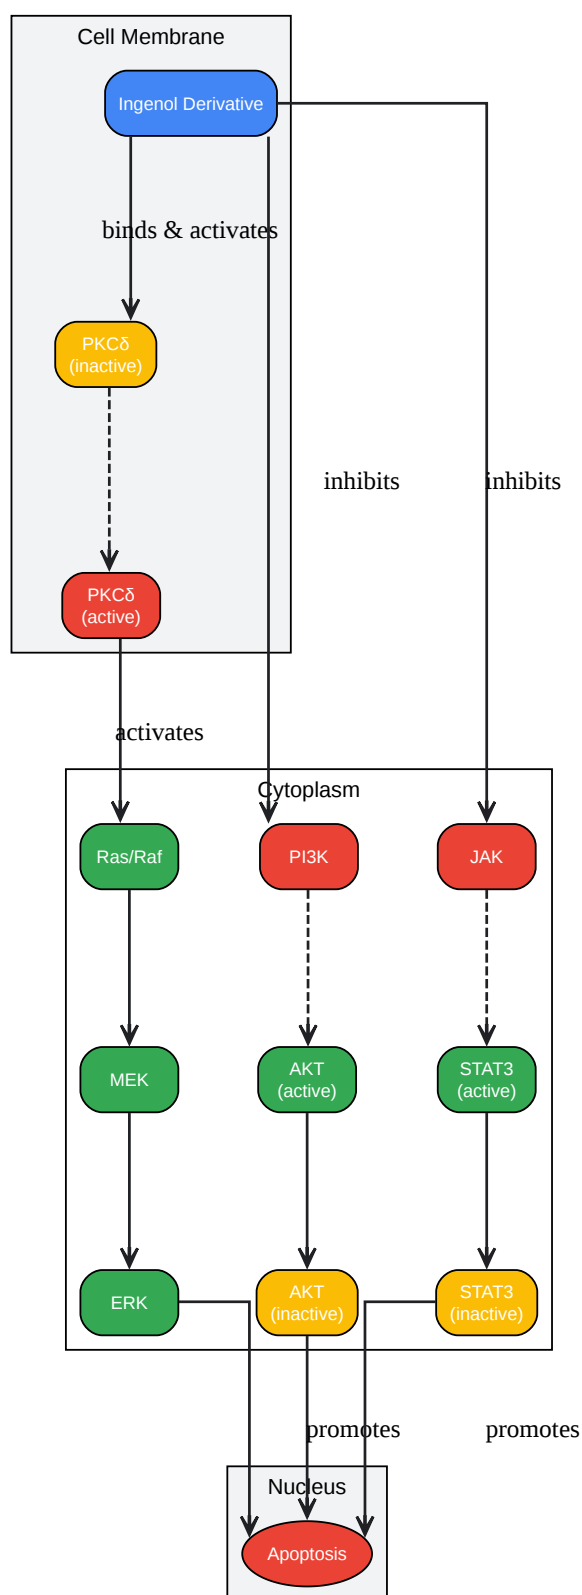 Cell Membrane
Ingenol Derivative
binds & activates
PKCδ
(inactive)
inhibits
inhibits
PKCδ
(active)
activates
Cytoplasm
Ras/Raf
PI3K
JAK
MEK
AKT
(active)
STAT3
(active)
ERK
AKT
(inactive)
STAT3
(inactive)
promotes
promotes
Nucleus
Apoptosis